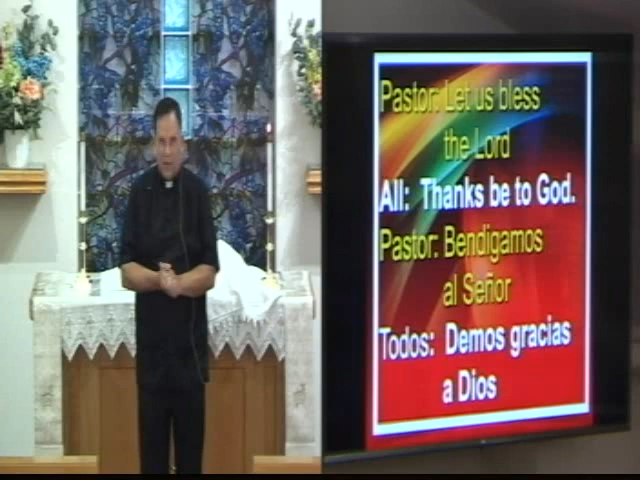 Pastor: Let us bless
the Lord
All: Thanks be to God.
Pastor: Bendigamos
al Señor
Todos: Demos gracias
a Dios